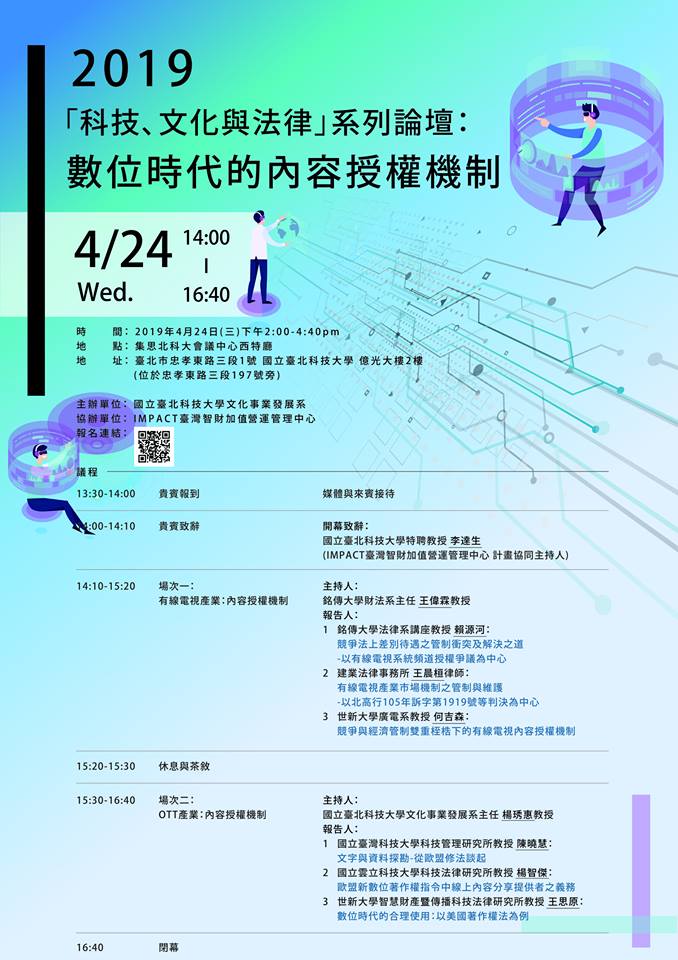 2019
「科技、文化與法律」系列論壇：
數位時代的內容授權機制
4/24
Wed.
14:00
|
16:40
時　　間：2019年4月24日(三)下午2:00-4:40pm
地　　點：集思北科大會議中心西特廳
地　　址：臺北市忠孝東路三段1號 國立臺北科技大學 億光大樓2樓
(位於忠孝東路三段197號旁)
主辦單位：國立臺北科技大學文化事業發展系
協辦單位：IMPACT臺灣智財加值營運管理中心
報名連結：
議程
13:30-14:00 貴賓報到 媒體與來賓接待
14:00-14:10 貴賓致辭 開幕致辭：
國立臺北科技大學特聘教授 李達生
(IMPACT臺灣智財加值營運管理中心 計畫協同主持人)
14:10-15:20 場次一： 主持人：
有線電視產業：內容授權機制 銘傳大學財法系主任 王偉霖教授
報告人：
1 銘傳大學法律系講座教授 賴源河：
競爭法上差別待遇之管制衝突及解決之道
-以有線電視系統頻道授權爭議為中心
2 建業法律事務所 王晨桓律師：
有線電視產業市場機制之管制與維護
-以北高行105年訴字第1919號等判決為中心
3 世新大學廣電系教授 何吉森：
競爭與經濟管制雙重桎梏下的有線電視內容授權機制
15:20-15:30 休息與茶敘
15:30-16:40 場次二： 主持人：
OTT產業：內容授權機制 國立臺北科技大學文化事業發展系主任 楊琇惠教授
報告人：
1 國立臺灣科技大學科技管理研究所教授 陳曉慧：
文字與資料探勘-從歐盟修法談起
2 國立雲立科技大學科技法律研究所教授 楊智傑：
歐盟新數位著作權指令中線上內容分享提供者之義務
3 世新大學智慧財產暨傳播科技法律研究所教授 王思原：
數位時代的合理使用：以美國著作權法為例
16:40 閉幕